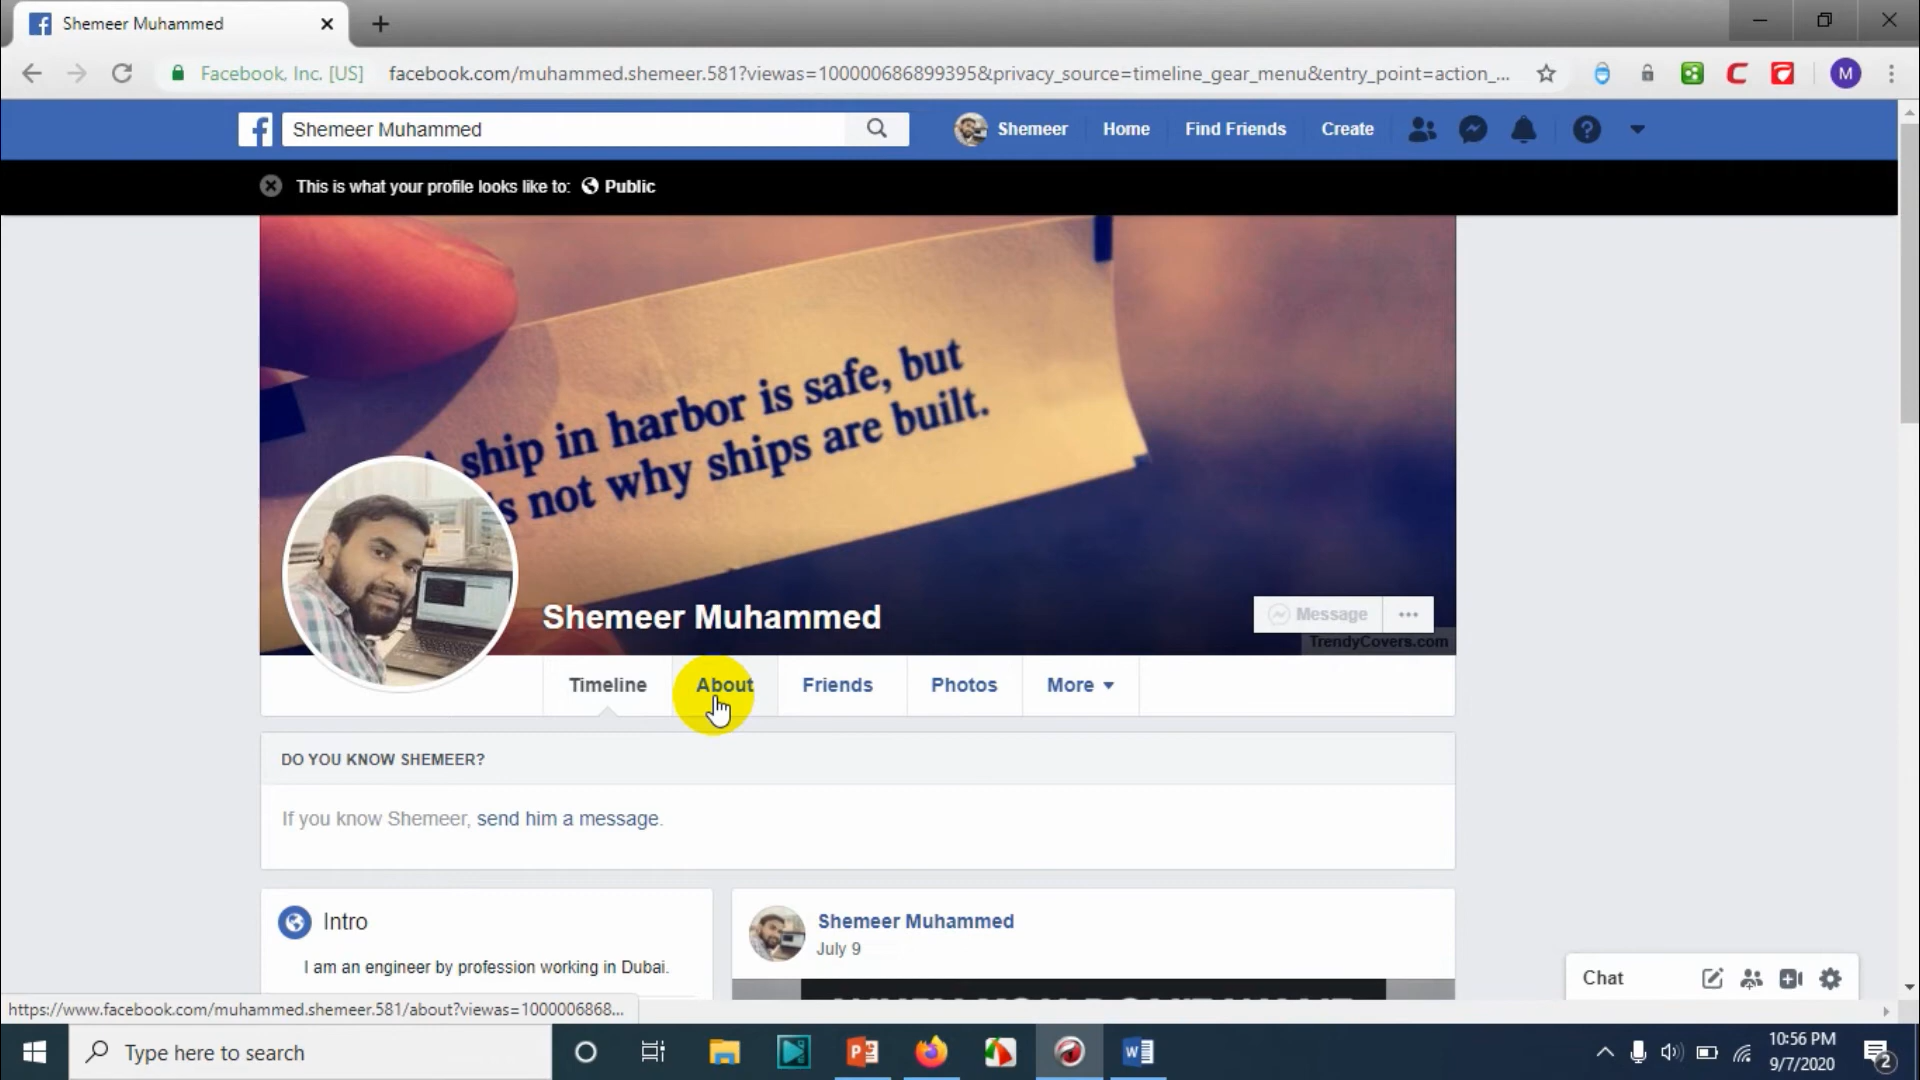 Shemeer Muhammed
Facebook, Inc. [US]
facebook.com/muhammed.shemeer.581?viewas=100000686899395&privacy_source=timeline_gear_menu&entry_point=action_...
M
Shemeer Muhammed
Shemeer
Home
Find Friends
Create
This is what your profile looks like to: Public
ship in harbor is safe, but
s not why ships are built.
Shemeer Muhammed
Message
TrendyCovers.com
Timeline
About
Friends
Photos
More
DO YOU KNOW SHEMEER?
If you know Shemeer, send him a message.
Intro
I am an engineer by profession working in Dubai.
Shemeer Muhammed
July 9
Chat
https://www.facebook.com/muhammed.shemeer.581/about?viewas=1000006868...
Type here to search
10:56 PM
9/7/2020
2